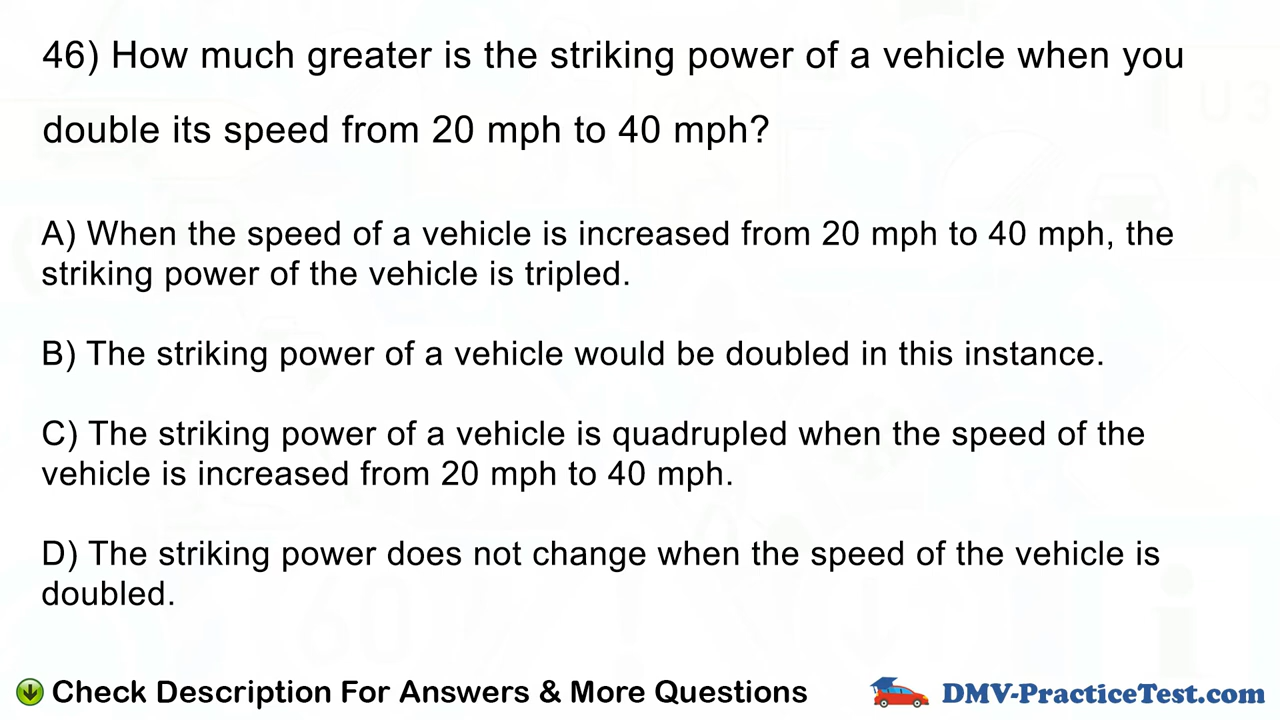 46) How much greater is the striking power of a vehicle when you
double its speed from 20 mph to 40 mph?
A) When the speed of a vehicle is increased from 20 mph to 40 mph, the
striking power of the vehicle is tripled.
B) The striking power of a vehicle would be doubled in this instance.
C) The striking power of a vehicle is quadrupled when the speed of the
vehicle is increased from 20 mph to 40 mph.
D) The striking power does not change when the speed of the vehicle is
doubled.
Check Description For Answers & More Questions
DMV-PracticeTest.com